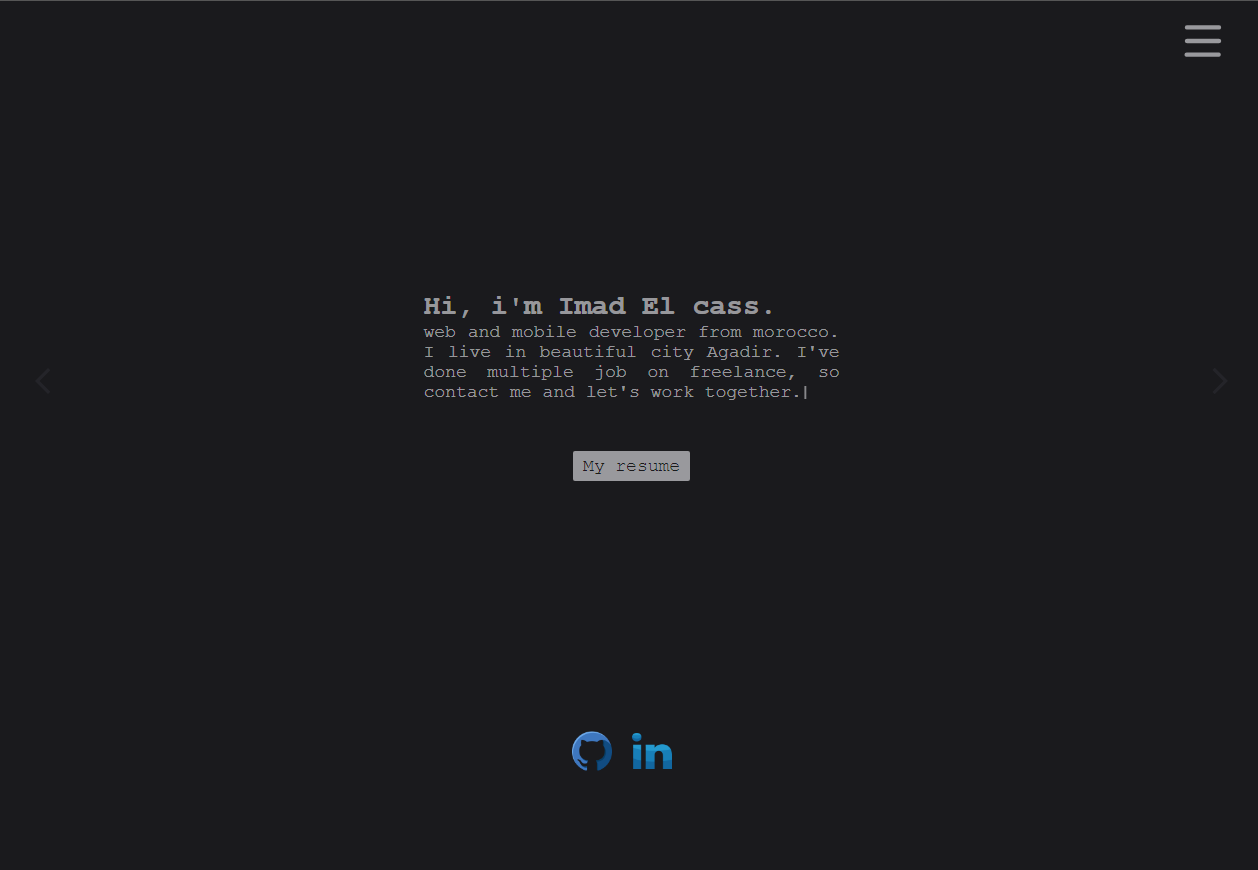 Hi, i'm Imad El cass.
web and mobile developer from morocco.
I live in beautiful city Agadir. I've
done multiple job on freelance, so
contact me and let's work together.|
My resume
in